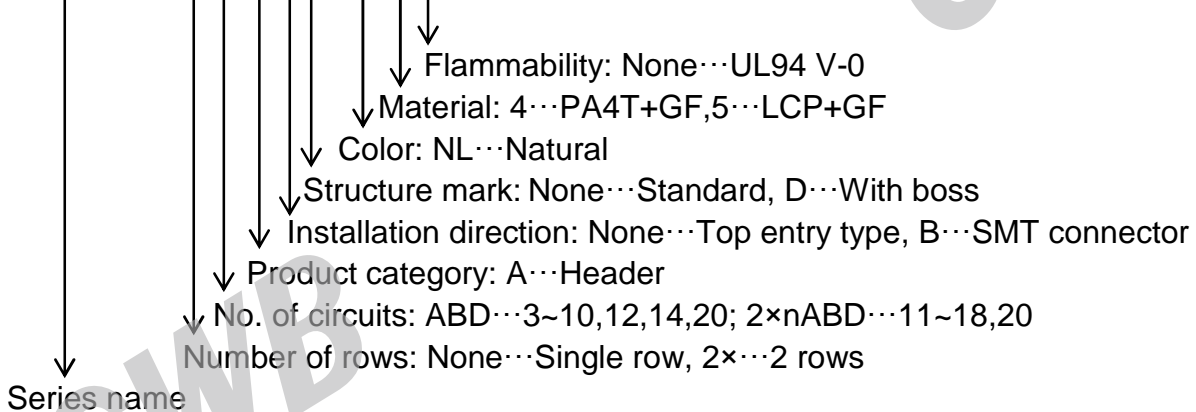 Flammability: None···UL94 V-0
Material: 4···PA4T+GF,5···LCP+GF
Color: NL···Natural
Structure mark: None···Standard, D···With boss
Installation direction: None···Top entry type, B···SMT connector
Product category: A···Header
No. of circuits: ABD···3~10,12,14,20; 2×nABD···11~18,20
Number of rows: None···Single row, 2×···2 rows
Series name